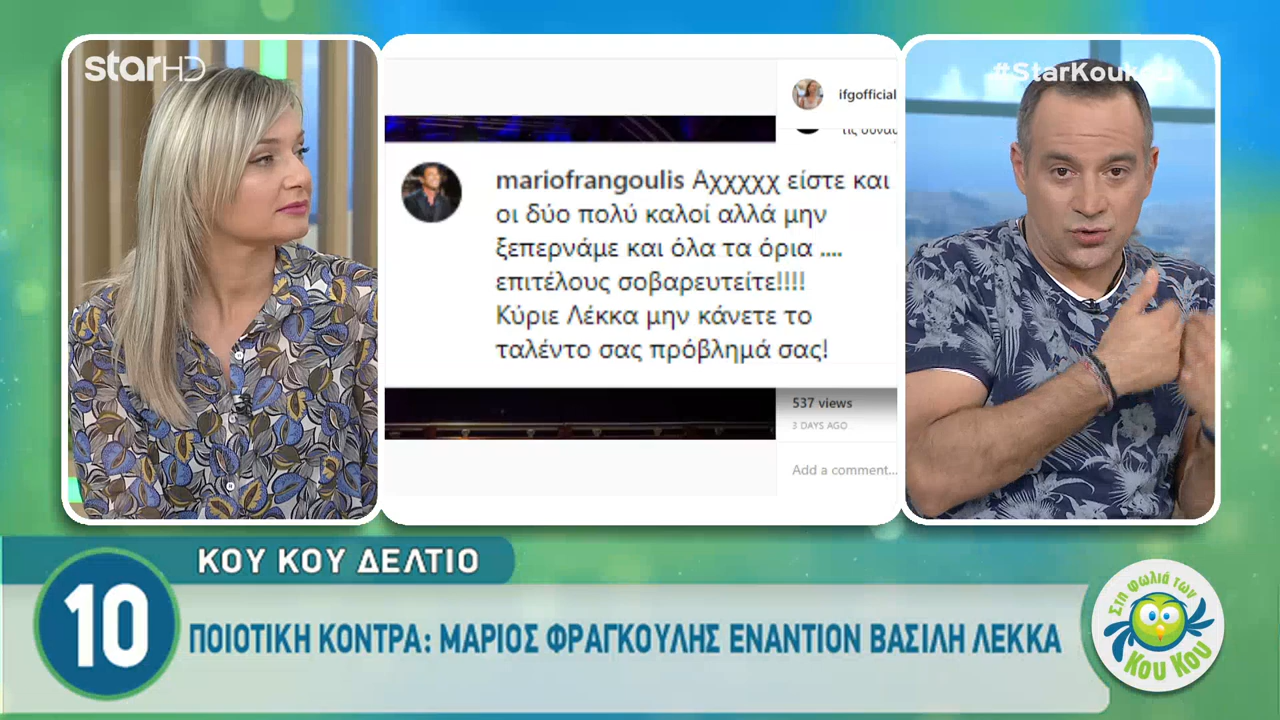 starHD
#StarKoukou
ifgofficial
mariofrangoulis Αχχχχχ είστε και
οι δύο πολύ καλοί αλλά μην
ξεπερνάμε και όλα τα όρια ....
επιτέλους σοβαρευτείτε!!!!
Κύριε Λέκκα μην κάνετε το
ταλέντο σας πρόβλημά σας!
537 views
3 DAYS AGO
Add a comment...
ΚΟΥ ΚΟΥ ΔΕΛΤΙΟ
10
ΠΟΙΟΤΙΚΗ ΚΟΝΤΡΑ: ΜΑΡΙΟΣ ΦΡΑΓΚΟΥΛΗΣ ΕΝΑΝΤΙΟΝ ΒΑΣΙΛΗ ΛΕΚΚΑ
Στη φωλιά των
Κου Κου